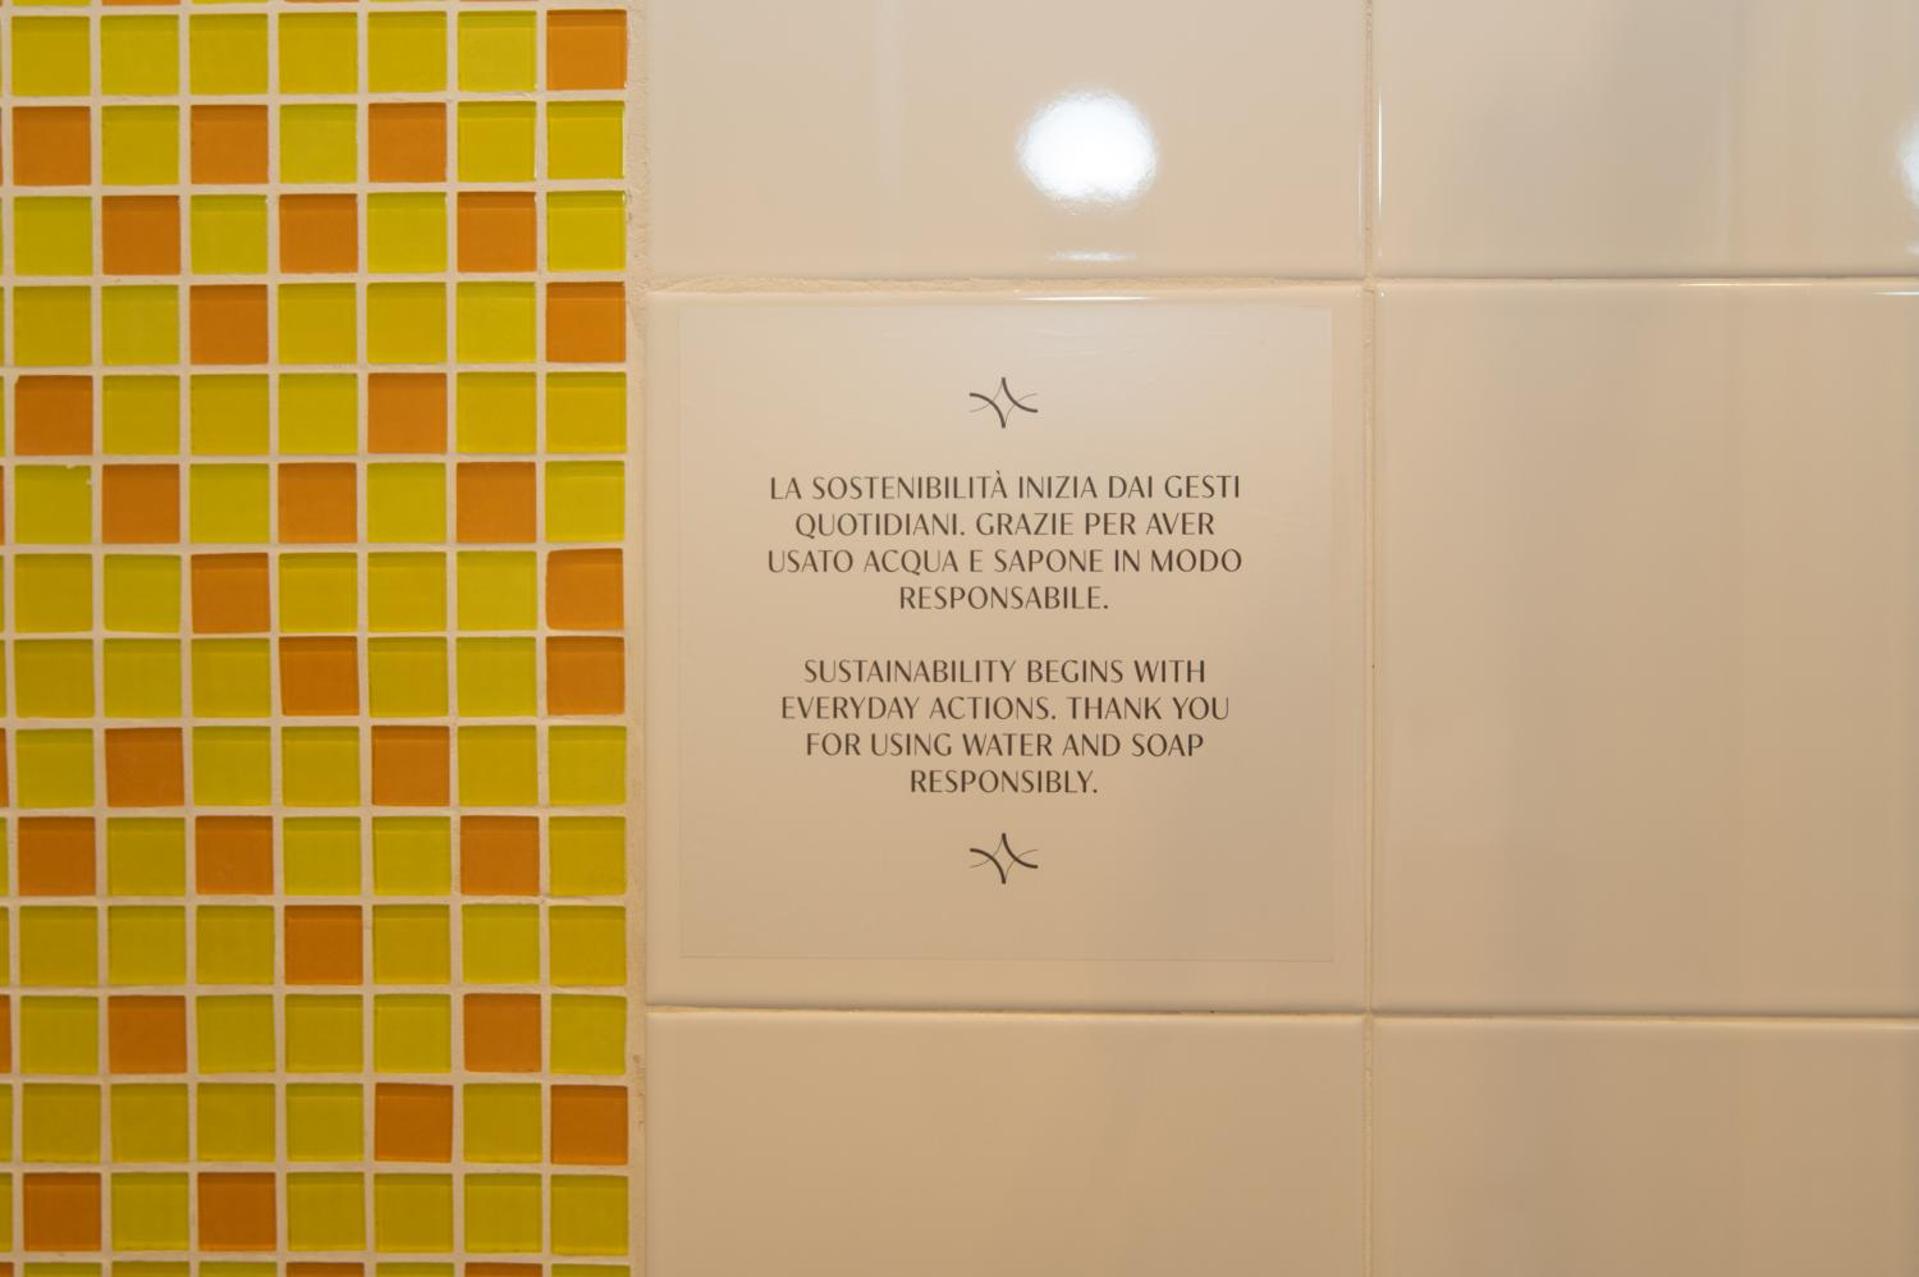 LA SOSTENIBILITÀ INIZIA DAI GESTI
QUOTIDIANI. GRAZIE PER AVER
USATO ACQUA E SAPONE IN MODO
RESPONSABILE.
SUSTAINABILITY BEGINS WITH
EVERYDAY ACTIONS. THANK YOU
FOR USING WATER AND SOAP
RESPONSIBLY.